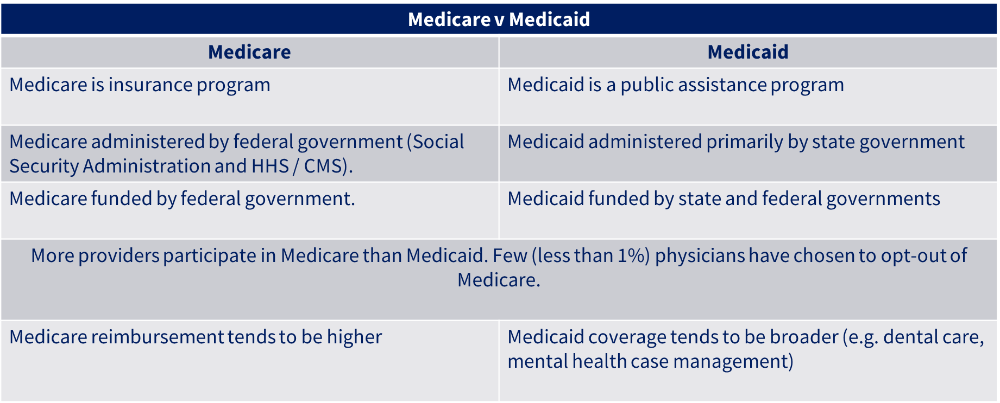 Medicare v Medicaid
Medicare
Medicaid
Medicare is insurance program
Medicaid is a public assistance program
Medicare administered by federal government (Social
Security Administration and HHS / CMS).
Medicaid administered primarily by state government
Medicare funded by federal government.
Medicaid funded by state and federal governments
More providers participate in Medicare than Medicaid. Few (less than 1%) physicians have chosen to opt-out of
Medicare.
Medicare reimbursement tends to be higher
Medicaid coverage tends to be broader (e.g. dental care,
mental health case management)